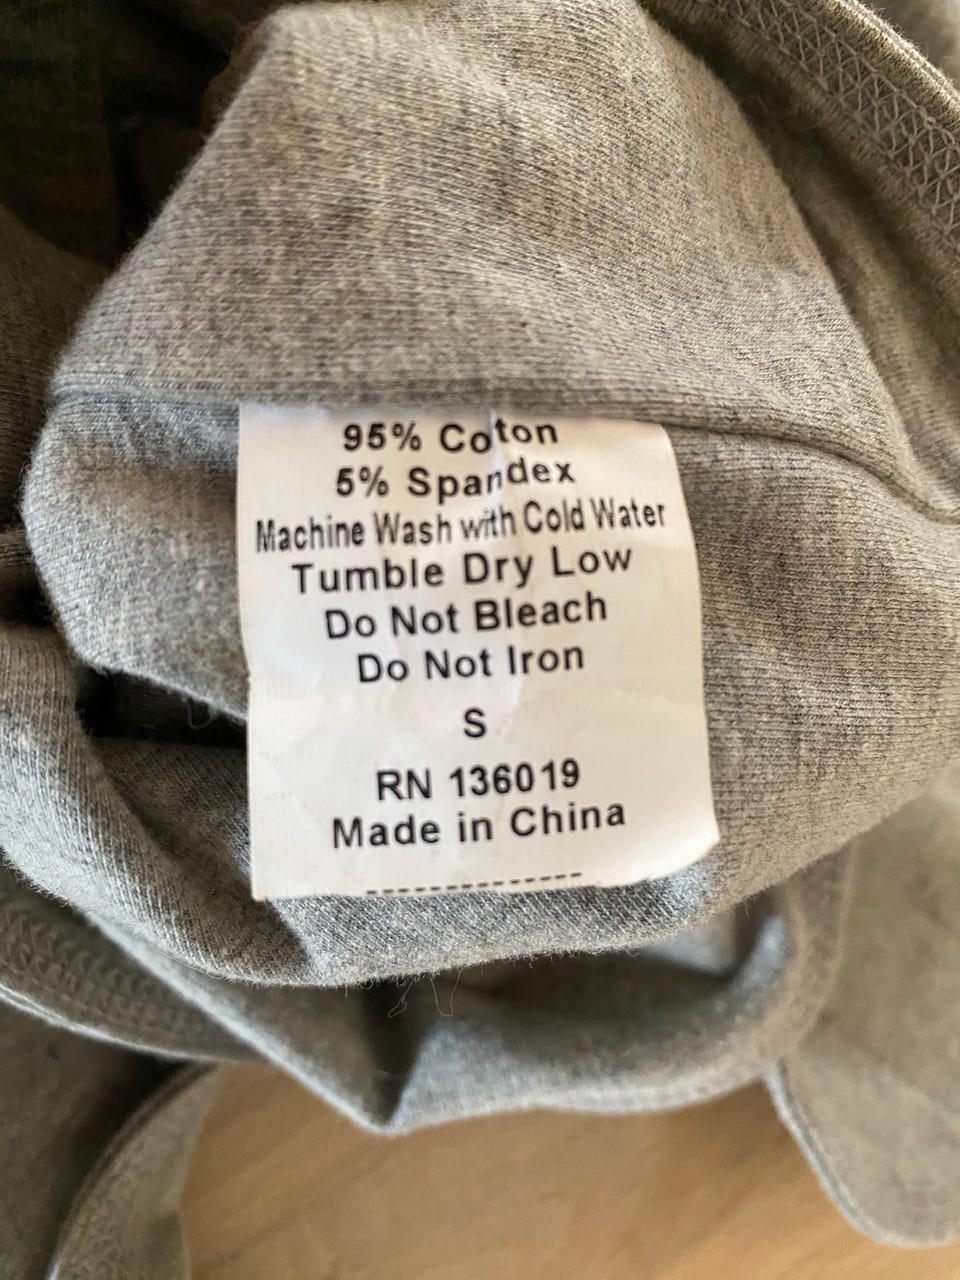 95% Coton
5% Spandex
Machine Wash with Cold Water
Tumble Dry Low
Do Not Bleach
Do Not Iron
S
RN 136019
Made in China